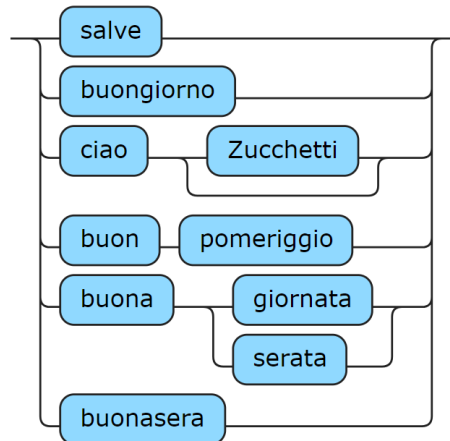 salve
buongiorno
ciao Zucchetti
buon pomeriggio
buona giornata
serata
buonasera